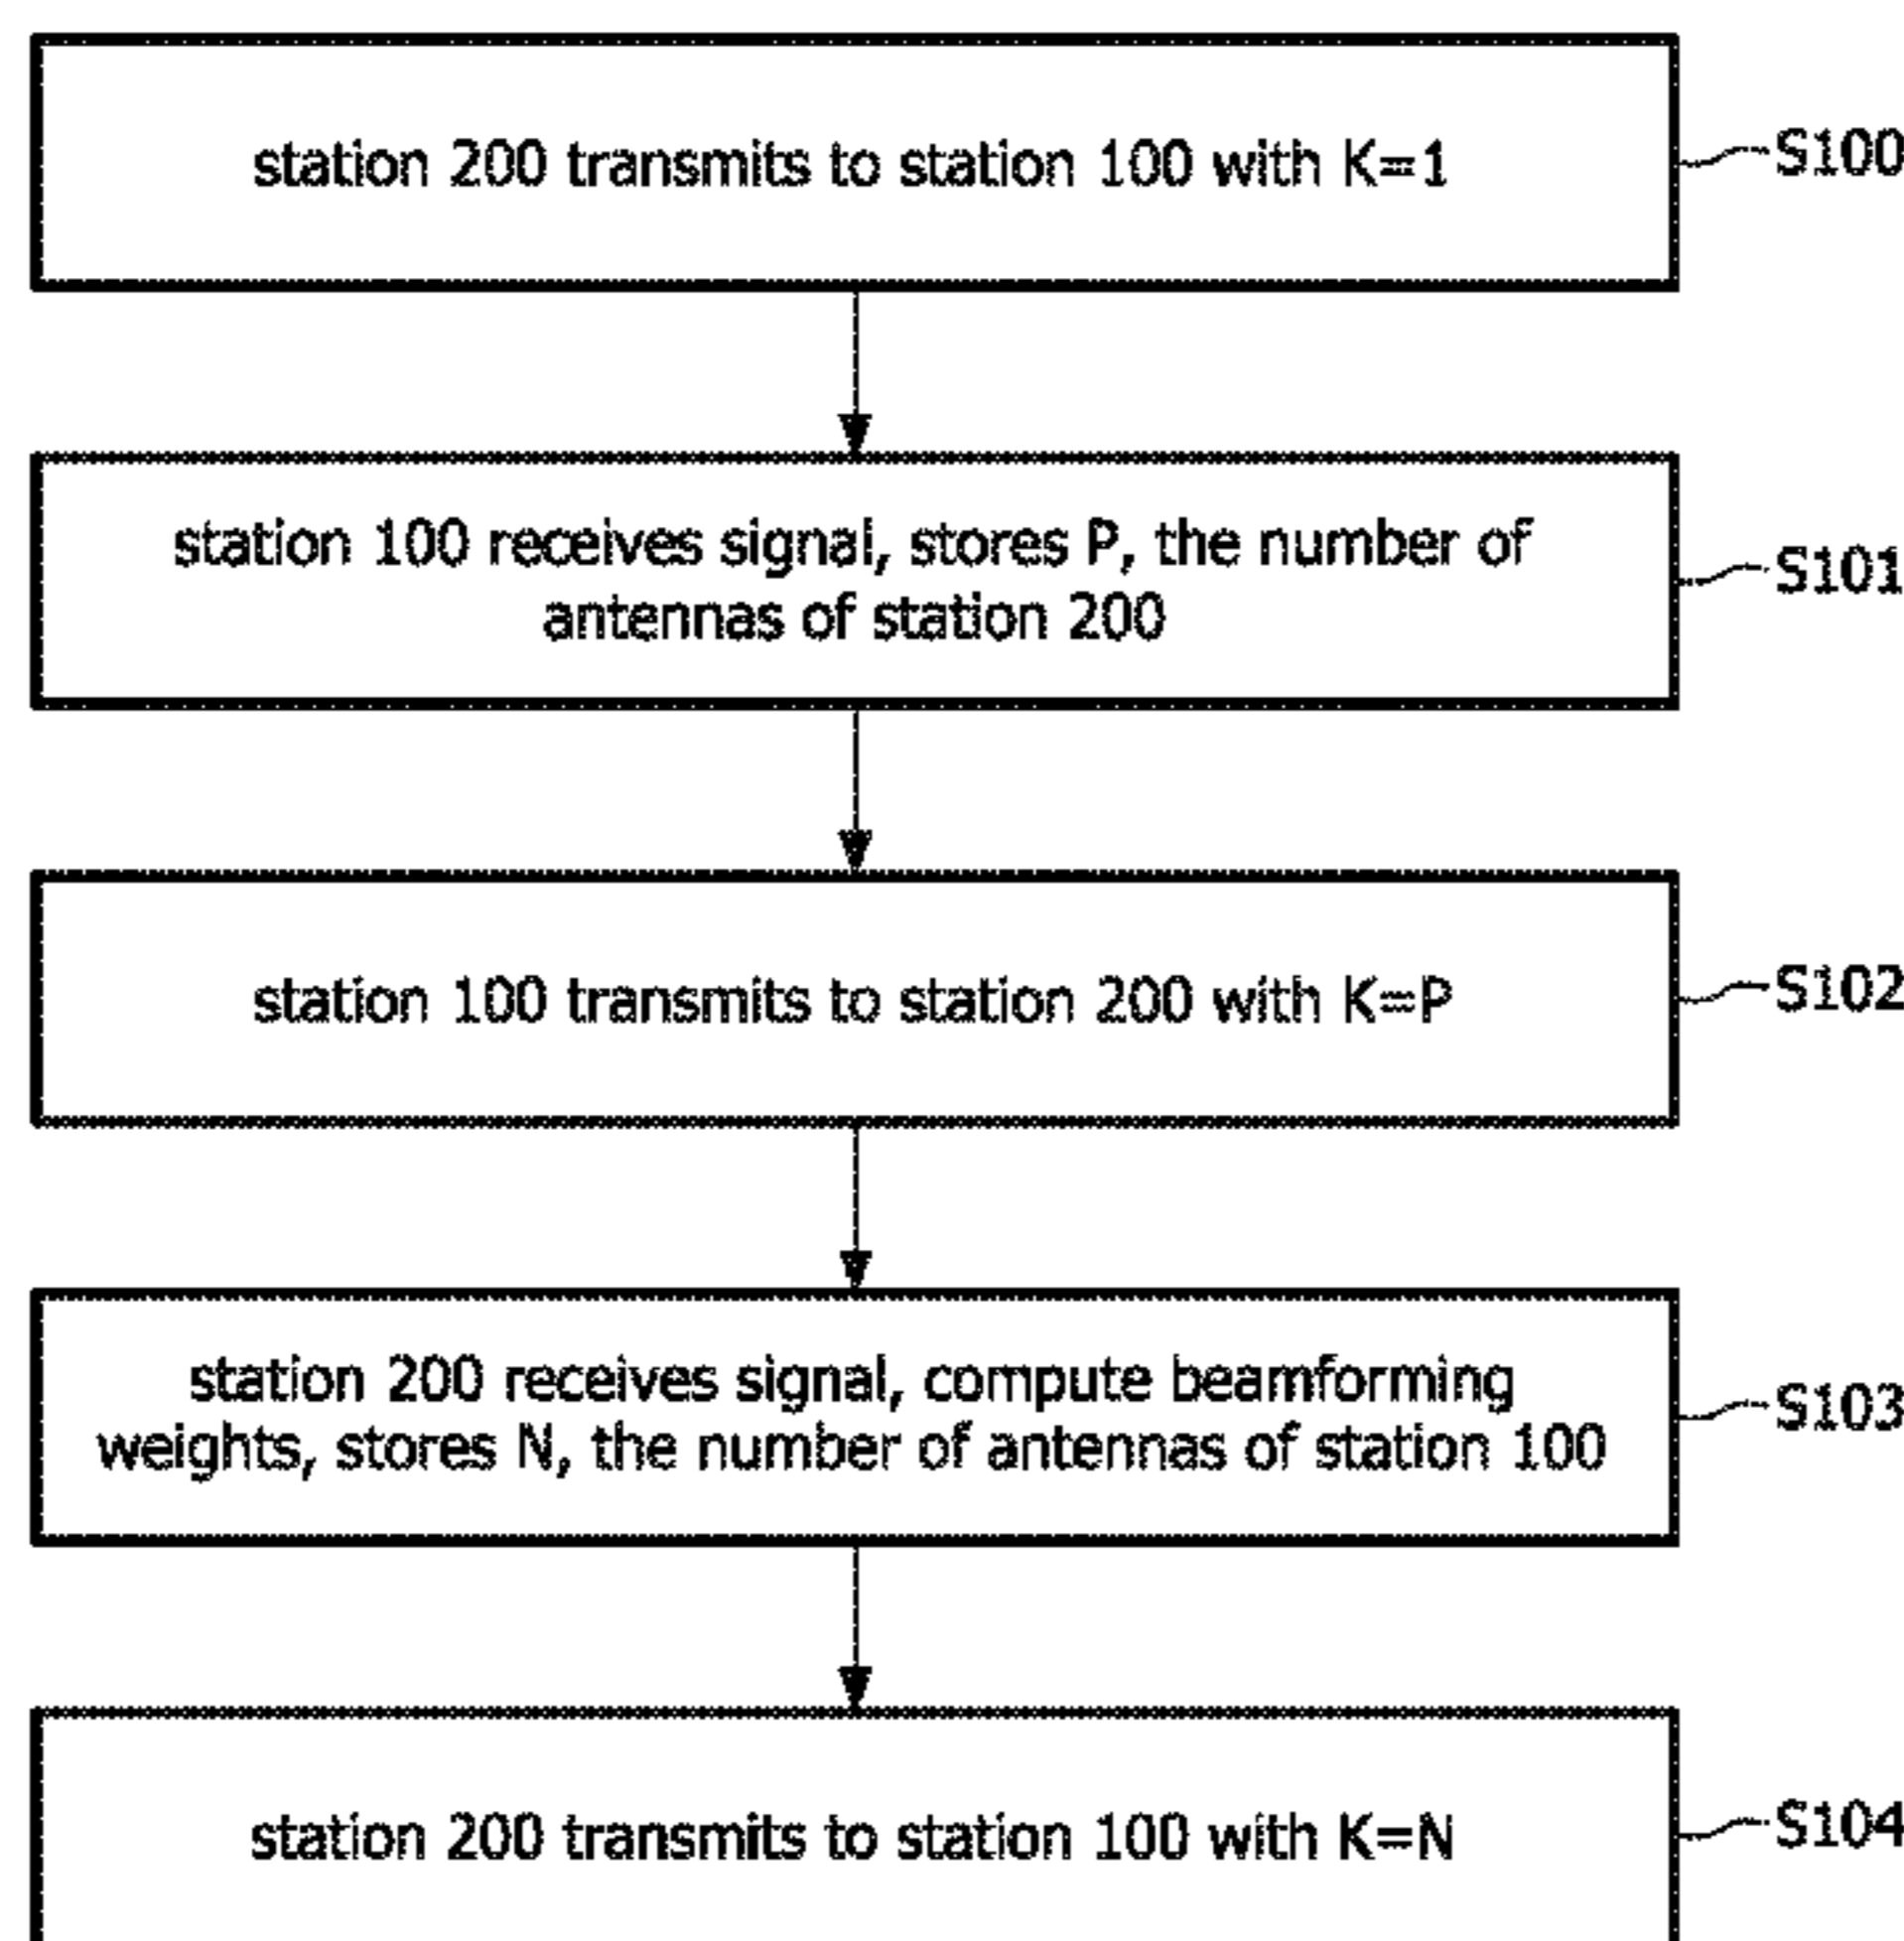 station 200 transmits to station 100 with K=1
S100
station 100 receives signal, stores P, the number of
antennas of station 200
S101
station 100 transmits to station 200 with K=P
S102
station 200 receives signal, compute beamforming
weights, stores N, the number of antennas of station 100
S103
station 200 transmits to station 100 with K=N
S104